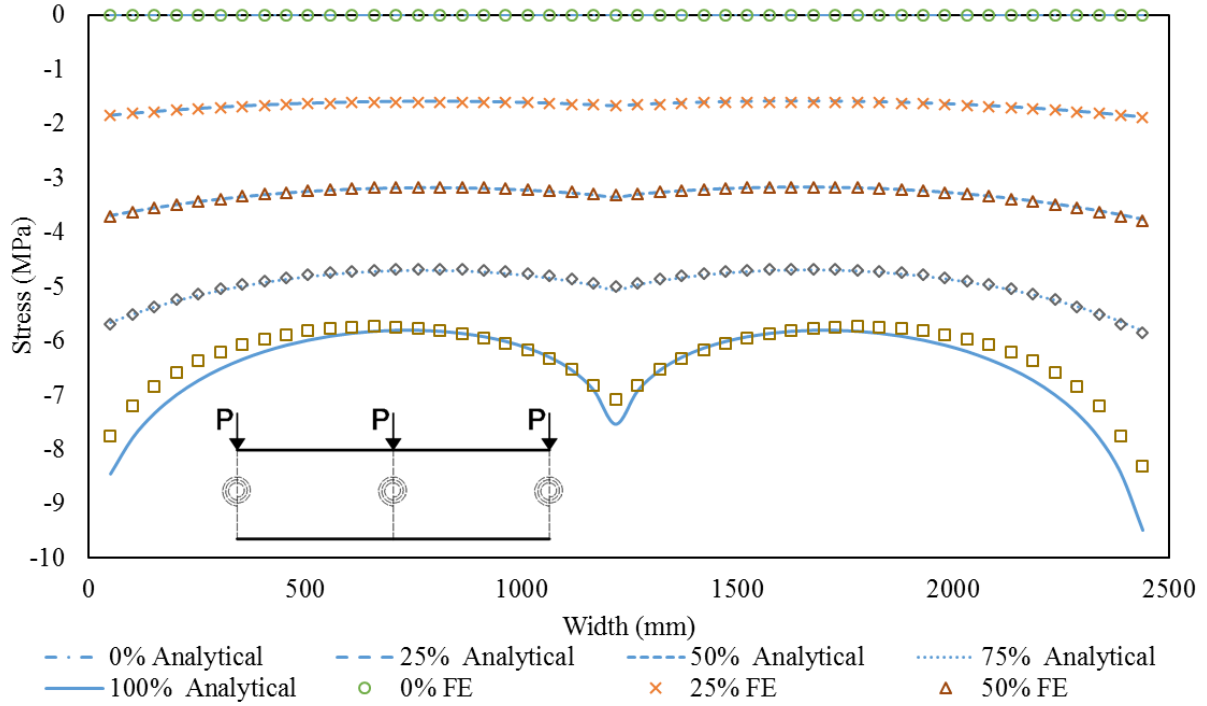 0
-1
-2
-3
-4
-5
-6
-7
-8
-9
-10
Stress (MPa)
P P P
0 500 1000 1500 2000 2500
Width (mm)
0% Analytical 25% Analytical 50% Analytical 75% Analytical
100% Analytical 0% FE 25% FE 50% FE